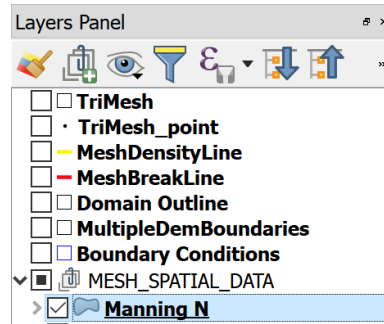 Layers Panel
TriMesh
TriMesh_point
MeshDensityLine
MeshBreakLine
Domain Outline
MultipleDemBoundaries
Boundary Conditions
MESH_SPATIAL_DATA
Manning N